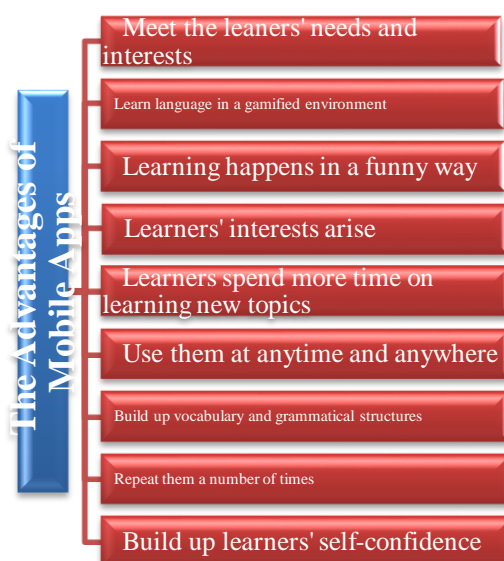 The Advantages of
Mobile Apps
Meet the leaners' needs and
interests
Learn language in a gamified environment
Learning happens in a funny way
Learners' interests arise
Learners spend more time on
learning new topics
Use them at anytime and anywhere
Build up vocabulary and grammatical structures
Repeat them a number of times
Build up learners' self-confidence